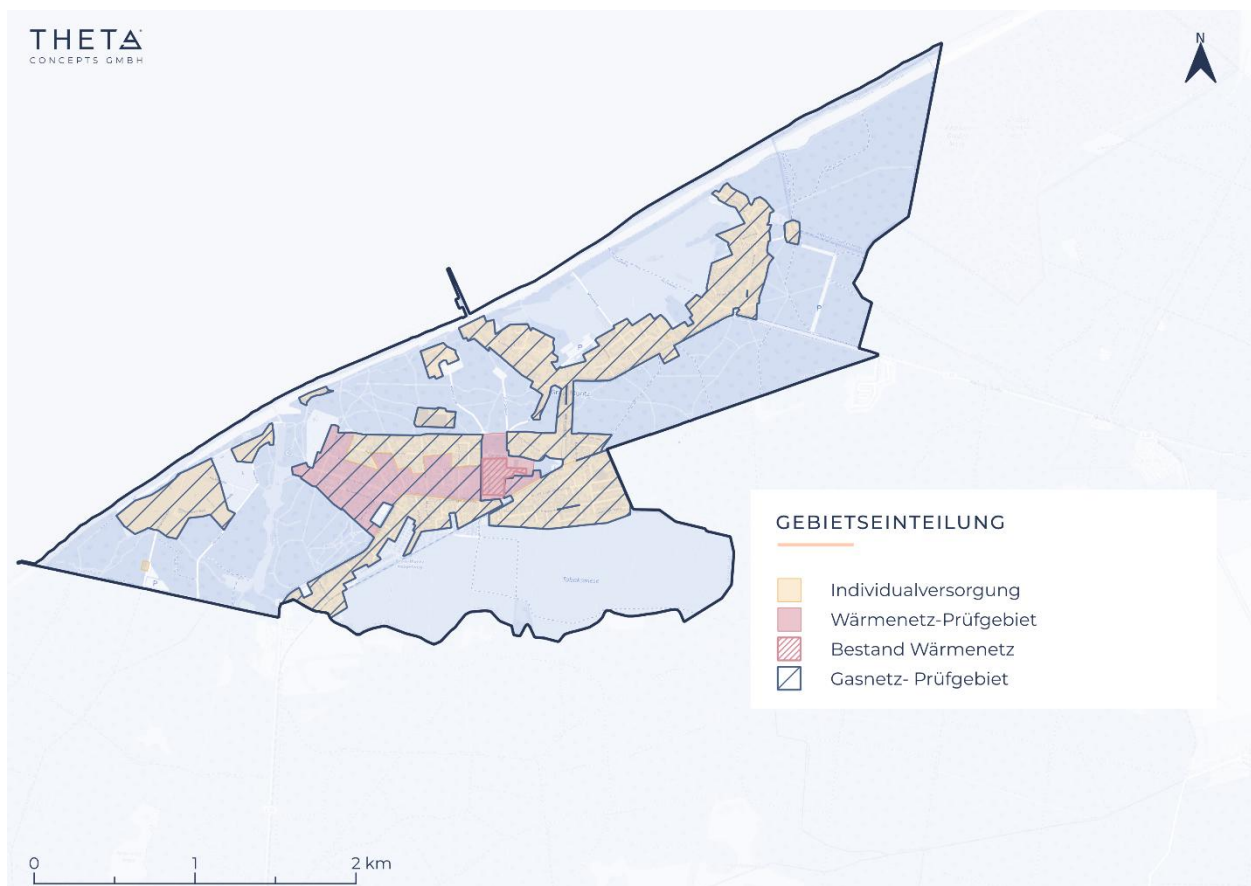 THETA
CONCEPTS GMBH
N
P
P
P
GEBIETSEINTEILUNG
Individualversorgung
Wärmenetz-Prüfgebiet
Bestand Wärmenetz
Gasnetz- Prüfgebiet
0 1 2 km